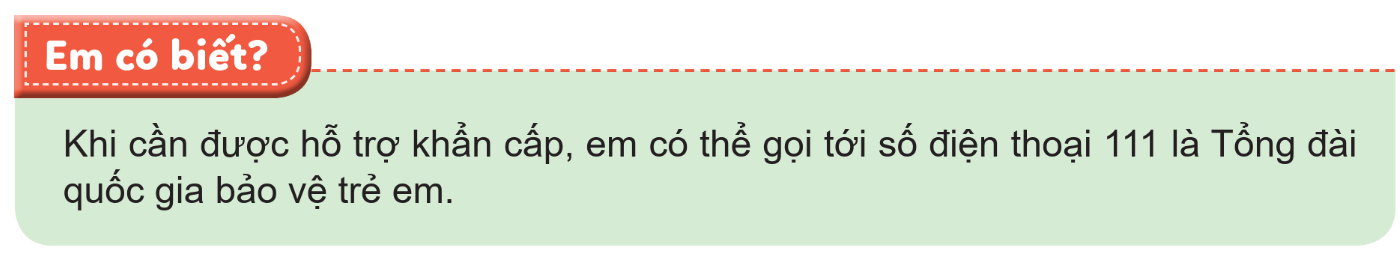 Em có biết?
Khi cần được hỗ trợ khẩn cấp, em có thể gọi tới số điện thoại 111 là Tổng đài
quốc gia bảo vệ trẻ em.